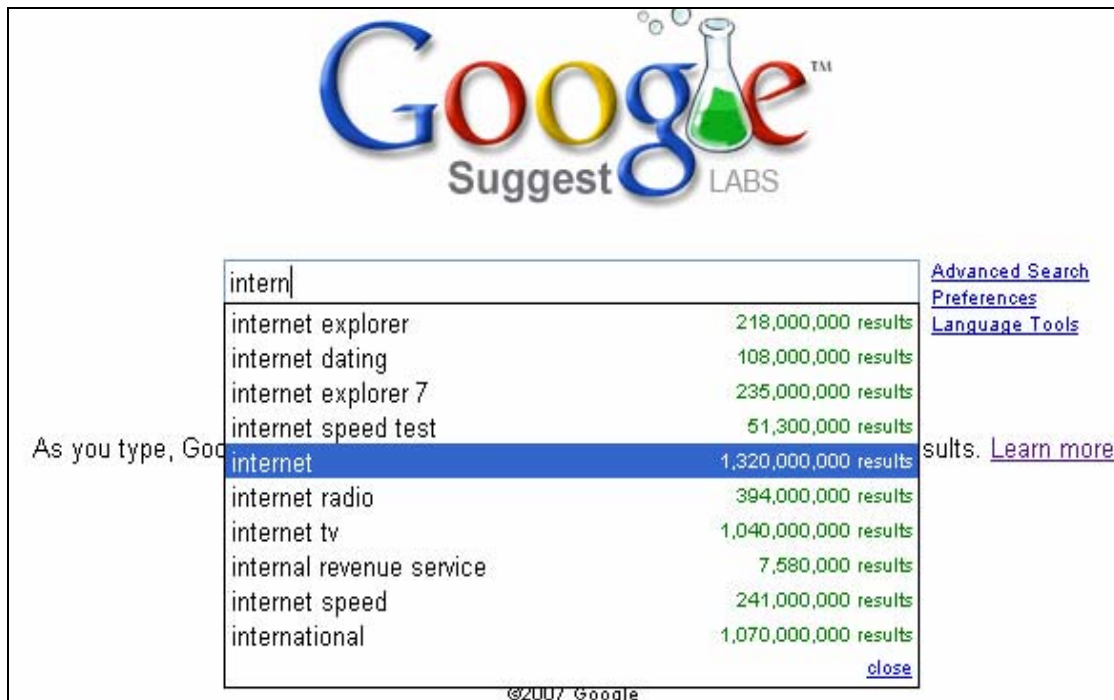 Google™
Suggest LABS
intern
Advanced Search
Preferences
Language Tools
internet explorer 218,000,000 results
internet dating 108,000,000 results
internet explorer 7 235,000,000 results
internet speed test 51,300,000 results
As you type, Goo
internet 1,320,000,000 results
sults. Learn more
internet radio 394,000,000 results
internet tv 1,040,000,000 results
internal revenue service 7,580,000 results
internet speed 241,000,000 results
international 1,070,000,000 results
close
©2007 Google